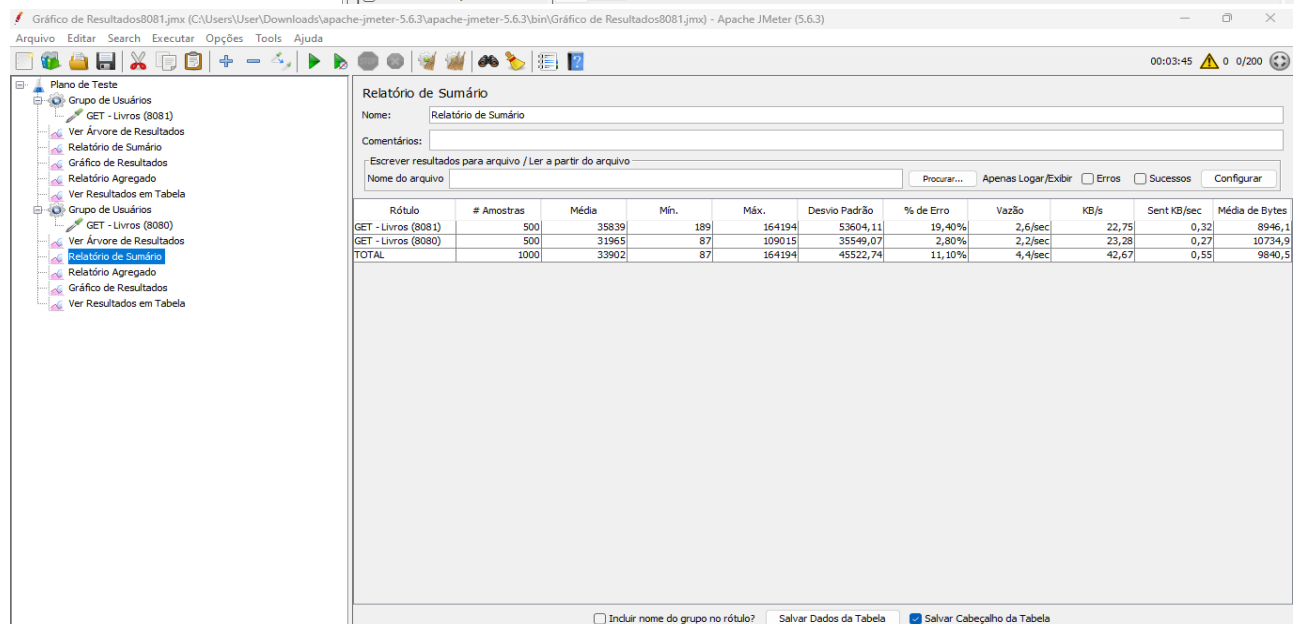 Gráfico de Resultados8081.jmx (C:\Users\User\Downloads\apache-jmeter-5.6.3\apache-jmeter-5.6.3\bin\Gráfico de Resultados8081.jmx) - Apache JMeter (5.6.3)
Arquivo Editar Search Executar Opções Tools Ajuda
00:03:45 0 0/200
Plano de Teste
Grupo de Usuários
GET - Livros (8081)
Ver Árvore de Resultados
Relatório de Sumário
Gráfico de Resultados
Relatório Agregado
Ver Resultados em Tabela
Grupo de Usuários
GET - Livros (8080)
Ver Árvore de Resultados
Relatório de Sumário
Relatório Agregado
Gráfico de Resultados
Ver Resultados em Tabela
Relatório de Sumário
Nome: Relatório de Sumário
Comentários:
Escrever resultados para arquivo / Ler a partir do arquivo
Nome do arquivo Procurar... Apenas Logar/Exibir Erros Sucessos Configurar
Rótulo # Amostras Média Mín. Máx. Desvio Padrão % de Erro Vazão KB/s Sent KB/sec Média de Bytes
GET - Livros (8081) 500 35839 189 164194 53604,11 19,40% 2,6/sec 22,75 0,32 8946,1
GET - Livros (8080) 500 31965 87 109015 35549,07 2,80% 2,2/sec 23,28 0,27 10734,9
TOTAL 1000 33902 87 164194 45522,74 11,10% 4,4/sec 42,67 0,55 9840,5
Incluir nome do grupo no rótulo? Salvar Dados da Tabela Salvar Cabeçalho da Tabela